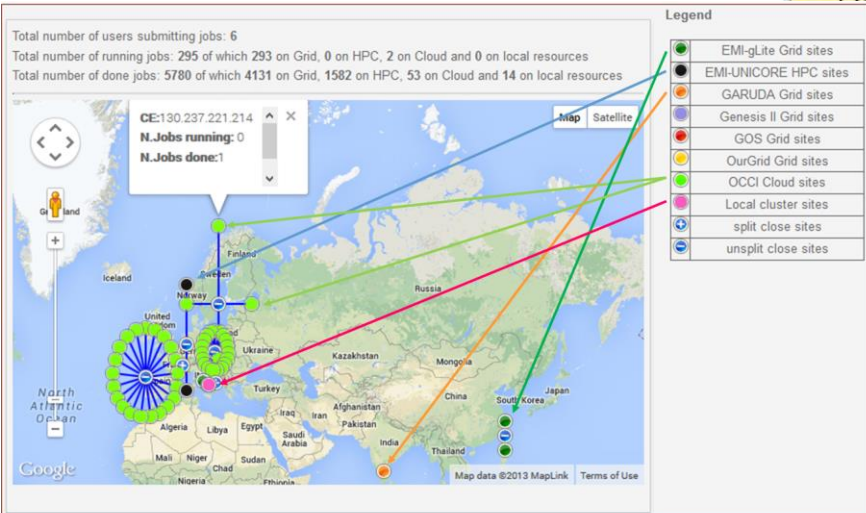 Legend
Total number of users submitting jobs: 6
Total number of running jobs: 295 of which 293 on Grid, 0 on HPC, 2 on Cloud and 0 on local resources
Total number of done jobs: 5780 of which 4131 on Grid, 1582 on HPC, 53 on Cloud and 14 on local resources
EMI-gLite Grid sites
EMI-UNICORE HPC sites
GARUDA Grid sites
Genesis II Grid sites
GOS Grid sites
OurGrid Grid sites
OCCI Cloud sites
Local cluster sites
split close sites
unsplit close sites
CE:130.237.221.214
N.Jobs running: 0
N.Jobs done:1
Map
Satellite
Finland
Iceland
Sweden
Norway
Russia
United
Ukraine
Kazakhstan
Mongolia
North
Atlantic
Ocean
Turkey
China
South Korea
Japan
Algeria
Libya
Egypt
Iraq
Iran
Afghanistan
Pakistan
Saudi
Arabia
India
Thailand
Mali
Niger
Chad
Sudan
Nigeria
Ethiopia
Google
Map data ©2013 MapLink
Terms of Use